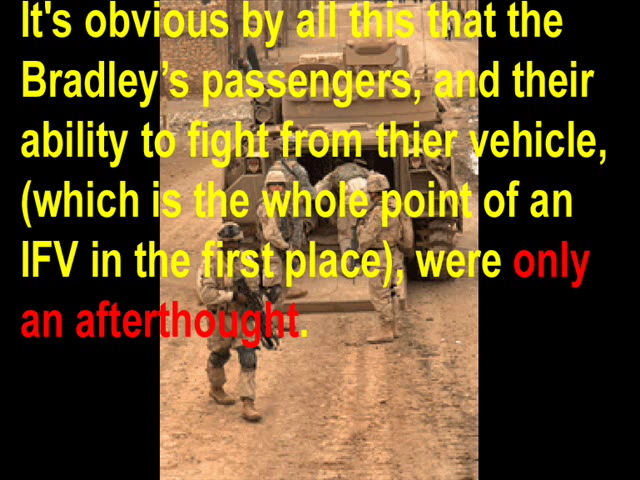 It's obvious by all this that the
Bradley’s passengers, and their
ability to fight from thier vehicle,
(which is the whole point of an
IFV in the first place), were only
an afterthought.